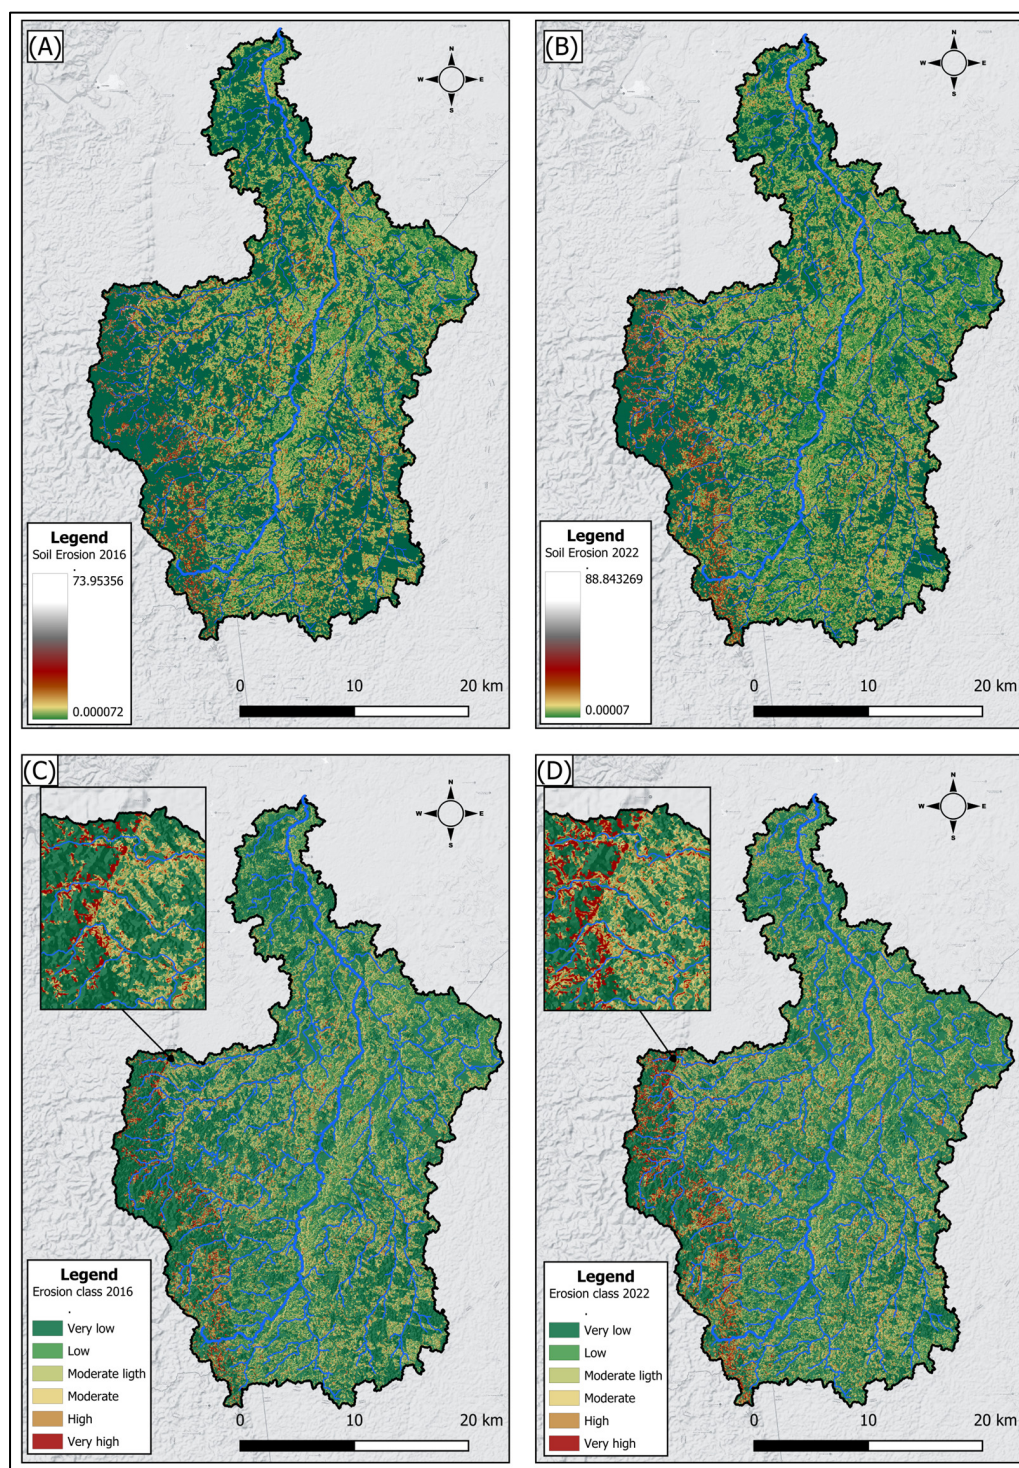 (A)
N
W E
S
Legend
Soil Erosion 2016
.
73.95356
0.000072
0 10 20 km
(B)
N
W E
S
Legend
Soil Erosion 2022
.
88.843269
0.00007
0 10 20 km
(C)
N
W E
S
Legend
Erosion class 2016
.
Very low
Low
Moderate ligth
Moderate
High
Very high
0 10 20 km
(D)
N
W E
S
Legend
Erosion class 2022
.
Very low
Low
Moderate ligth
Moderate
High
Very high
0 10 20 km